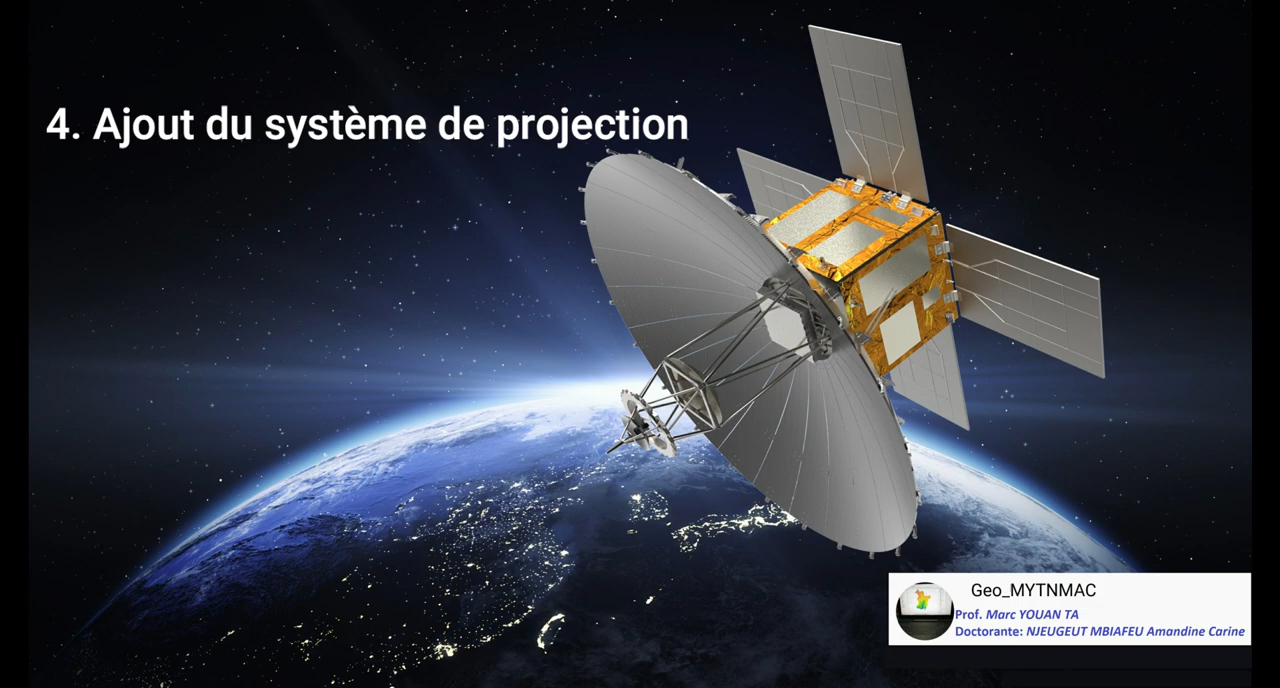 4. Ajout du système de projection
Geo_MYTNMAC
Prof. Marc YOUAN TA
Doctorante: NJEUGEUT MBIAFEU Amandine Carine